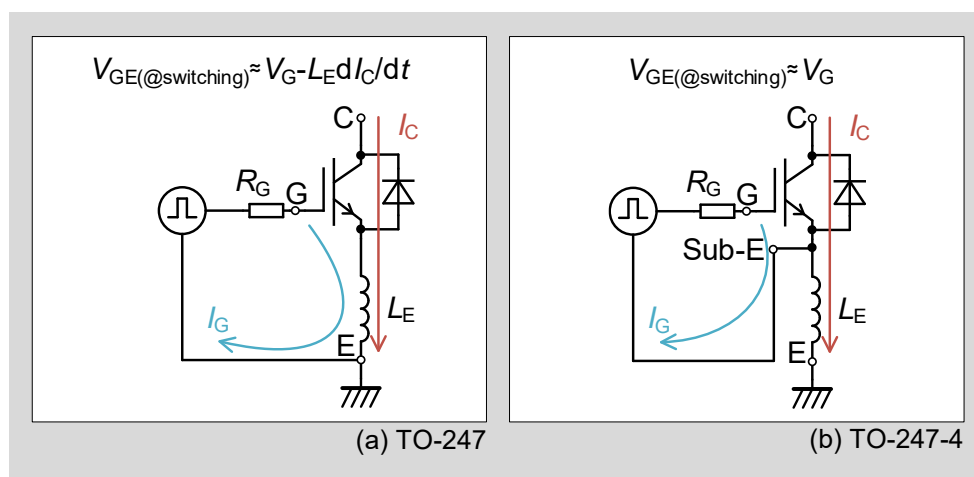 VGE(@switching)≈VG-LEdIC/dt
C
IC
RG
G
IG
LE
E
(a) TO-247
VGE(@switching)≈VG
C
IC
RG
G
Sub-E
IG
LE
E
(b) TO-247-4